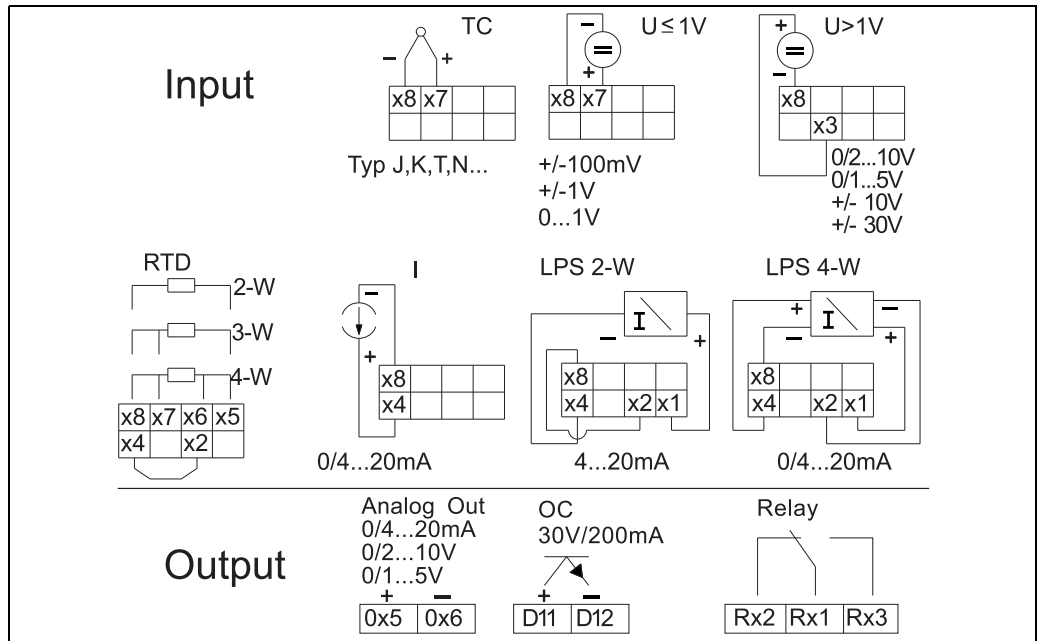 Input
TC
− +
x8 x7
Typ J,K,T,N...
U≤1V
−
+
x8 x7
+/-100mV
+/-1V
0...1V
U>1V
+
−
x8
x3
0/2...10V
0/1...5V
+/- 10V
+/- 30V
RTD
2-W
3-W
4-W
x8 x7 x6 x5
x4 x2
I
−
+
x8
x4
0/4...20mA
LPS 2-W
I
− +
x8
x4 x2 x1
4...20mA
LPS 4-W
+ I −
− +
x8
x4 x2 x1
0/4...20mA
Output
Analog Out
0/4...20mA
0/2...10V
0/1...5V
+ −
0x5 0x6
OC
30V/200mA
+ −
D11 D12
Relay
Rx2 Rx1 Rx3